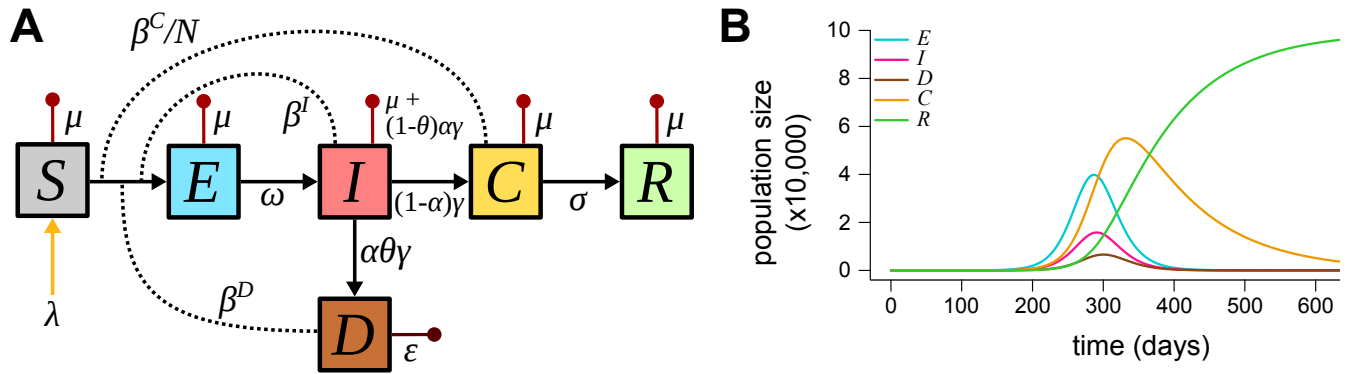 A
β^C/N
β^I
μ
μ
μ +
(1-θ)αγ
μ
μ
S
E
I
C
R
ω
(1-α)γ
σ
αθγ
λ
β^D
D
ε
B
population size
(x10,000)
10
8
6
4
2
0
E
I
D
C
R
0 100 200 300 400 500 600
time (days)